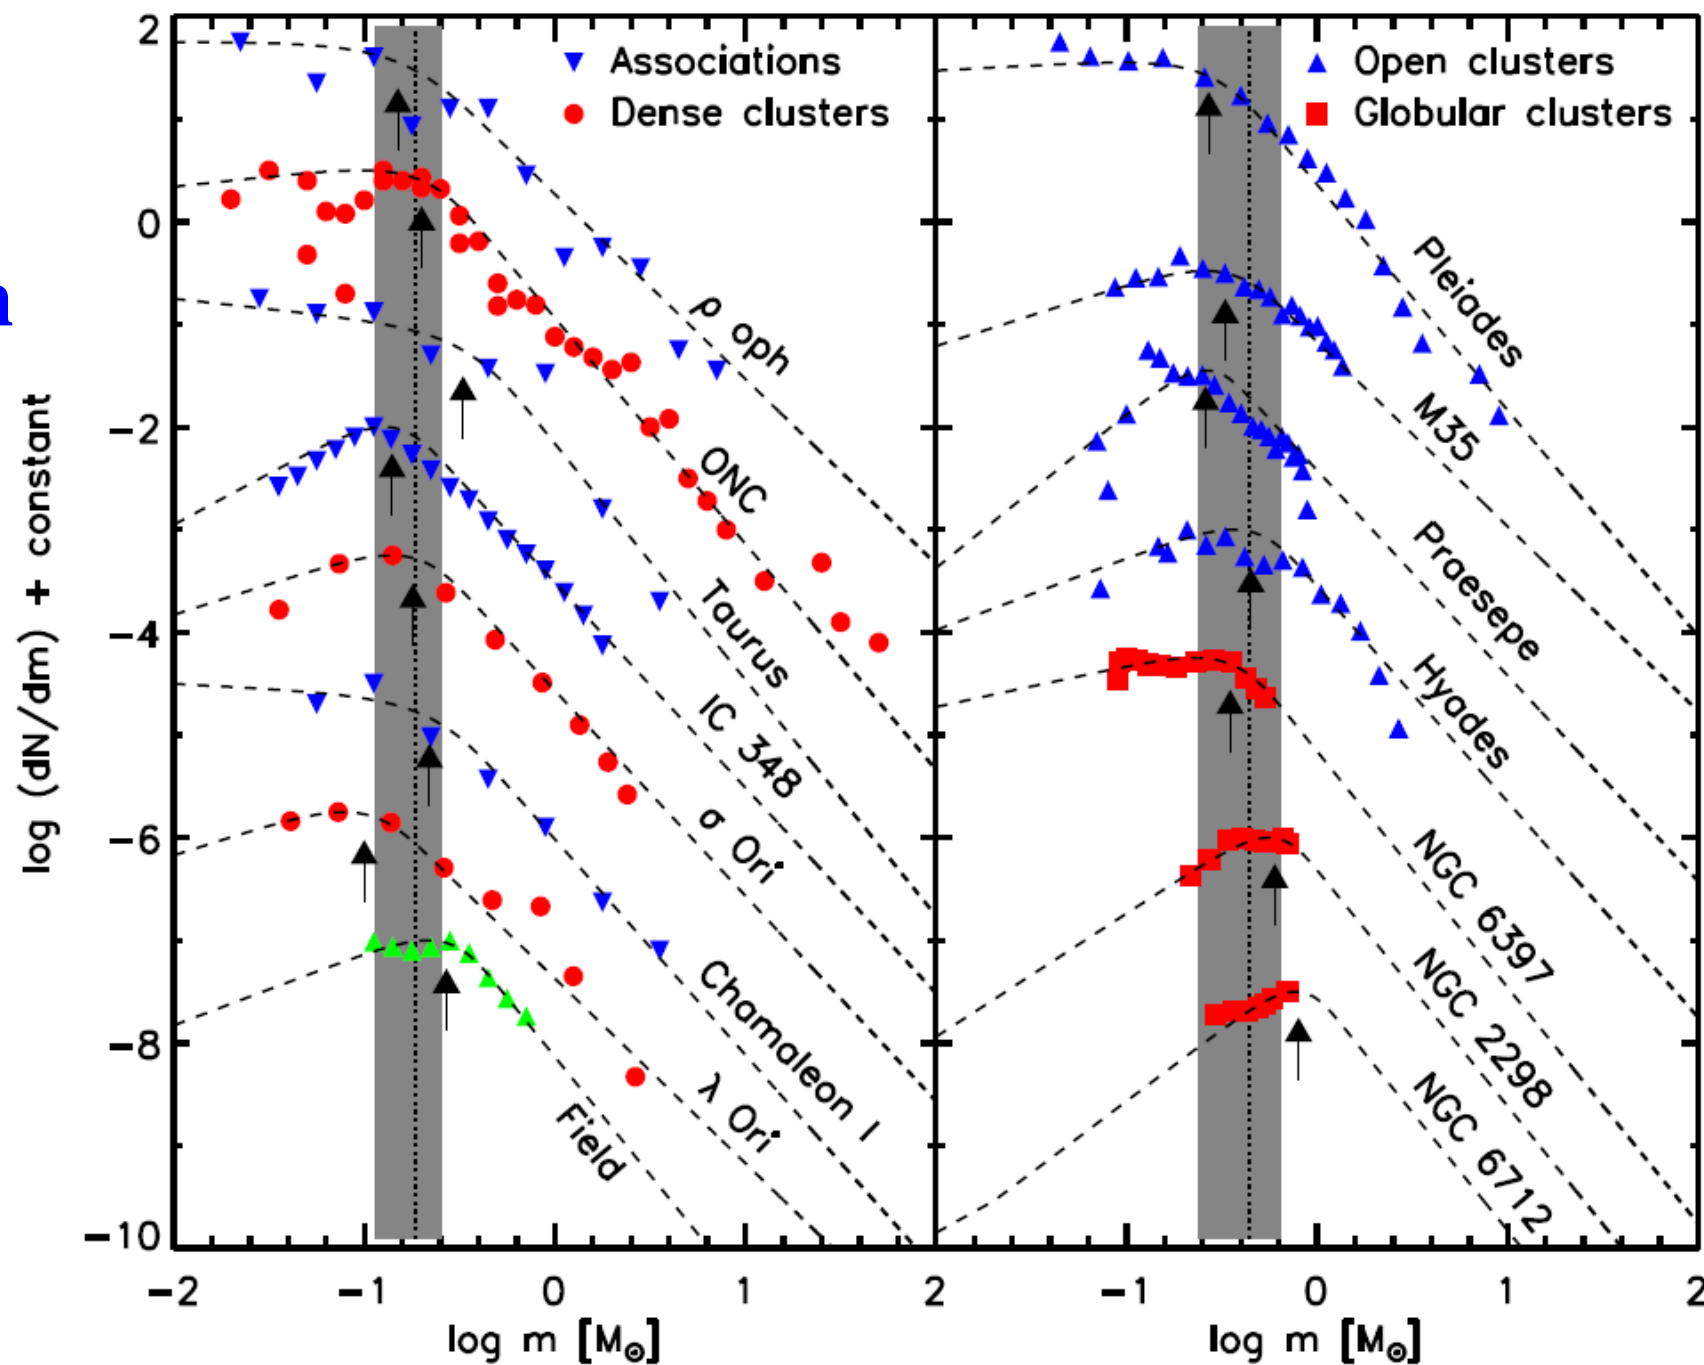 n
2
0
−2
−4
−6
−8
−10
log (dN/dm) + constant
Associations
Dense clusters
ρ oph
ONC
Taurus
IC 348
σ Ori
Chamaleon I
λ Ori
Field
−2
−1
0
1
2
log m [M⊙]
Open clusters
Globular clusters
Pleiades
M35
Praesepe
Hyades
NGC 6397
NGC 2298
NGC 6712
−1
0
1
2
log m [M⊙]